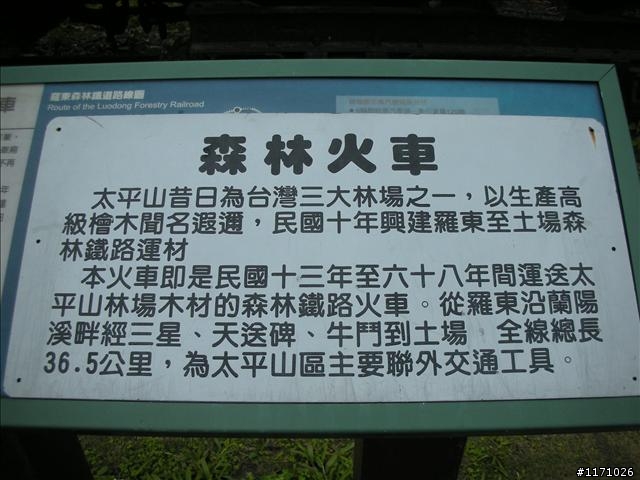 羅東森林鐵道路線圖
Route of the Luodong Forestry Railroad
車
森林火車
太平山昔日為台灣三大林場之一，以生產高
級檜木聞名遐邇，民國十年興建羅東至土場森
林鐵路運材
本火車即是民國十三年至六十八年間運送太
平山林場木材的森林鐵路火車。從羅東沿蘭陽
溪畔經三星、天送碑、牛鬥到土場 全線總長
36.5公里，為太平山區主要聯外交通工具。
#1171026